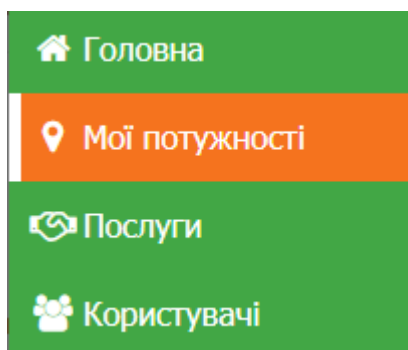 Головна
Мої потужності
Послуги
Користувачі